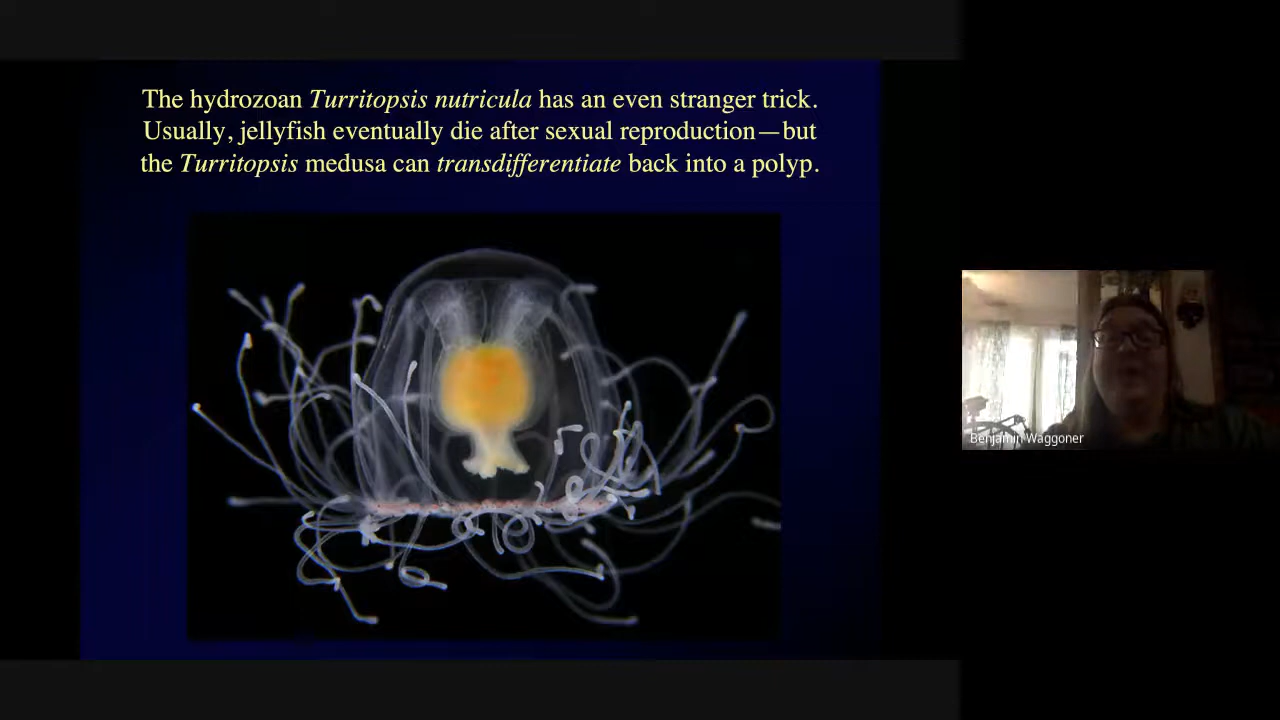 The hydrozoan Turritopsis nutricula has an even stranger trick.
Usually, jellyfish eventually die after sexual reproduction—but
the Turritopsis medusa can transdifferentiate back into a polyp.
Benjamin Waggoner